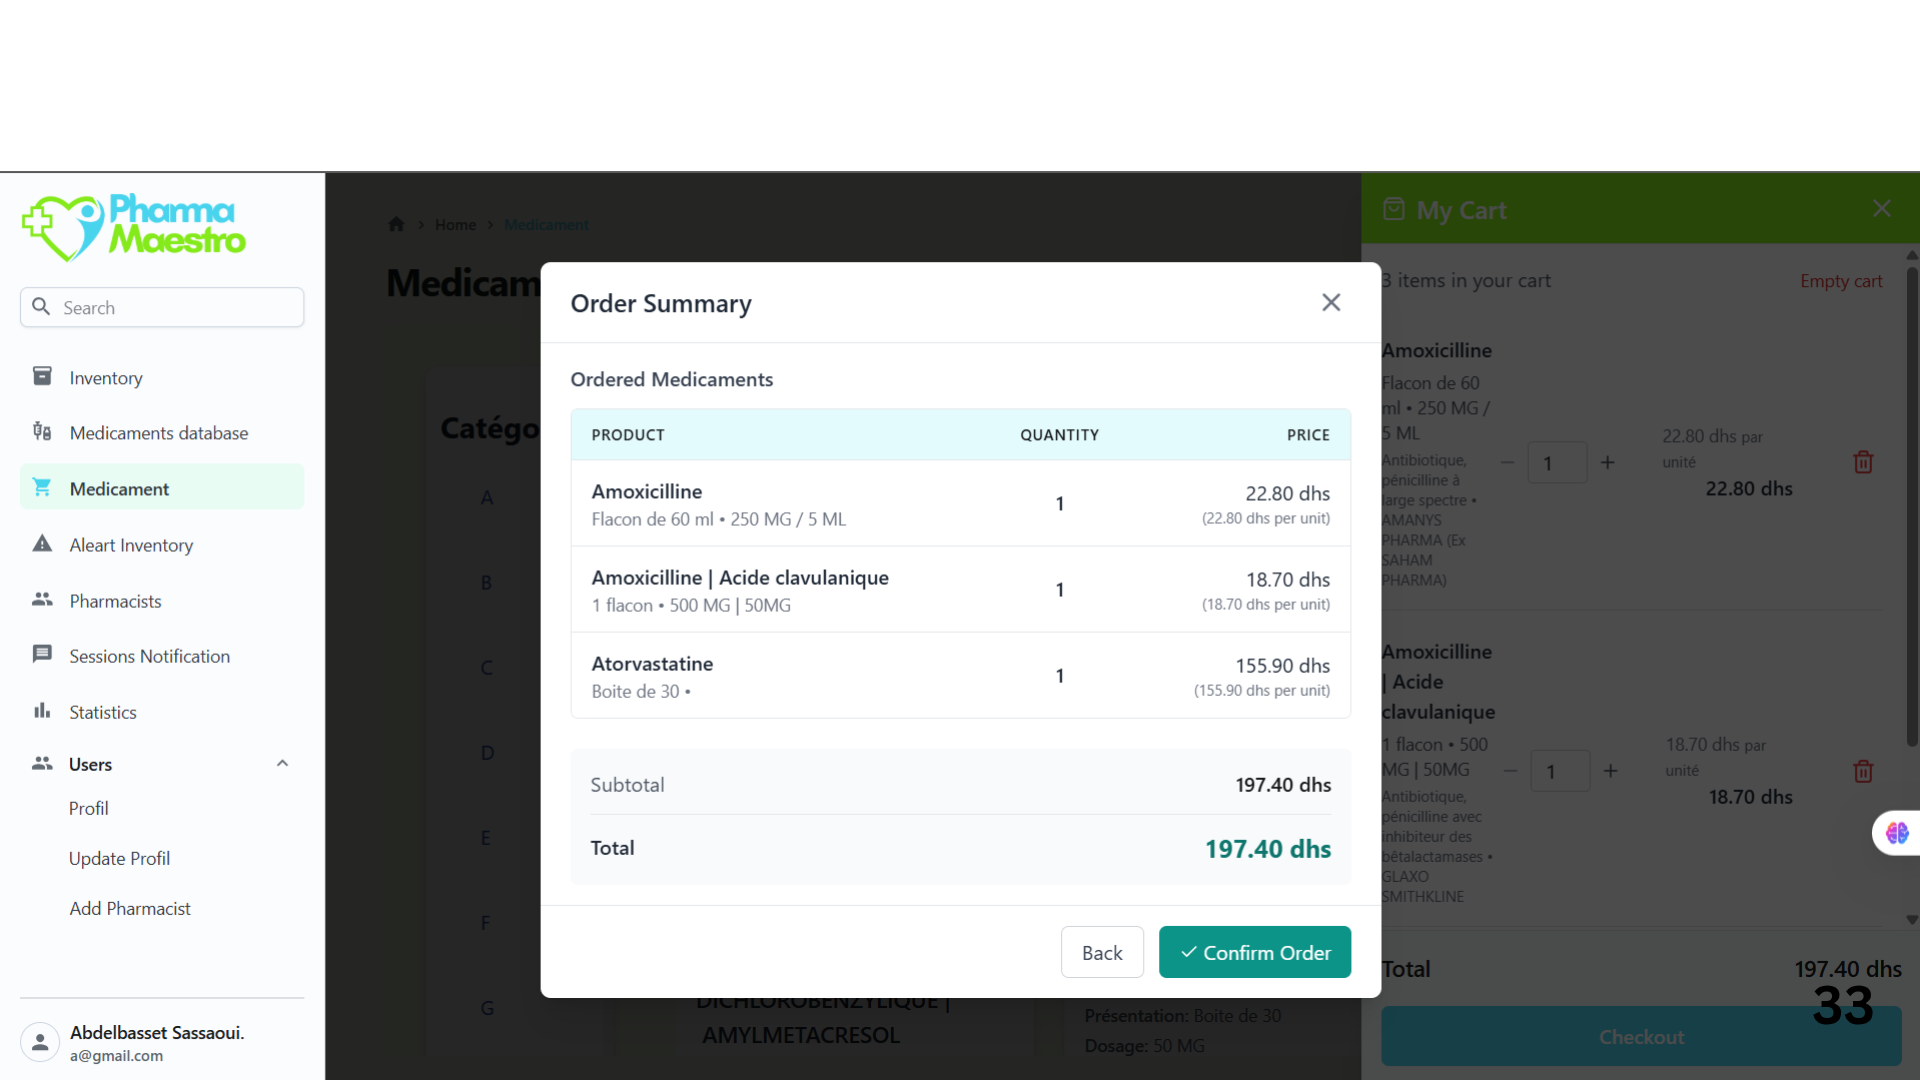 Pharma
Maestro
Search
Inventory
Medicaments database
Medicament
Aleart Inventory
Pharmacists
Sessions Notification
Statistics
Users
Profil
Update Profil
Add Pharmacist
Abdelbasset Sassaoui.
a@gmail.com
Home
Medicament
Medicam
Catégo
A
B
C
D
E
F
G
DICHLOROBENZYLIQUE |
AMYLMETACRESOL
Présentation: Boite de 30
Dosage: 50 MG
Order Summary
Ordered Medicaments
PRODUCT QUANTITY PRICE
Amoxicilline
Flacon de 60 ml • 250 MG / 5 ML
1
22.80 dhs
(22.80 dhs per unit)
Amoxicilline | Acide clavulanique
1 flacon • 500 MG | 50MG
1
18.70 dhs
(18.70 dhs per unit)
Atorvastatine
Boite de 30 •
1
155.90 dhs
(155.90 dhs per unit)
Subtotal 197.40 dhs
Total 197.40 dhs
Back
Confirm Order
My Cart
3 items in your cart
Empty cart
Amoxicilline
Flacon de 60
ml • 250 MG /
5 ML
Antibiotique,
pénicilline à
large spectre •
AMANYS
PHARMA (Ex
SAHAM
PHARMA)
1
22.80 dhs par
unité
22.80 dhs
Amoxicilline
| Acide
clavulanique
1 flacon • 500
MG | 50MG
Antibiotique,
pénicilline avec
inhibiteur des
bêtalactamases •
GLAXO
SMITHKLINE
1
18.70 dhs par
unité
18.70 dhs
Total 197.40 dhs
33
Checkout